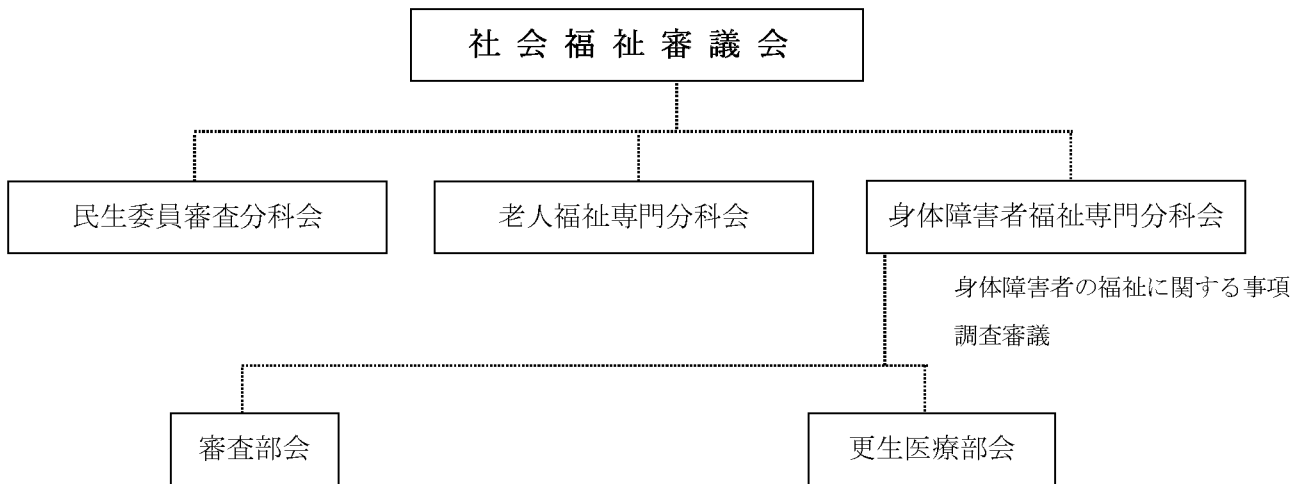 社会福祉審議会
民生委員審査分科会
老人福祉専門分科会
身体障害者福祉専門分科会
身体障害者の福祉に関する事項
調査審議
審査部会
更生医療部会